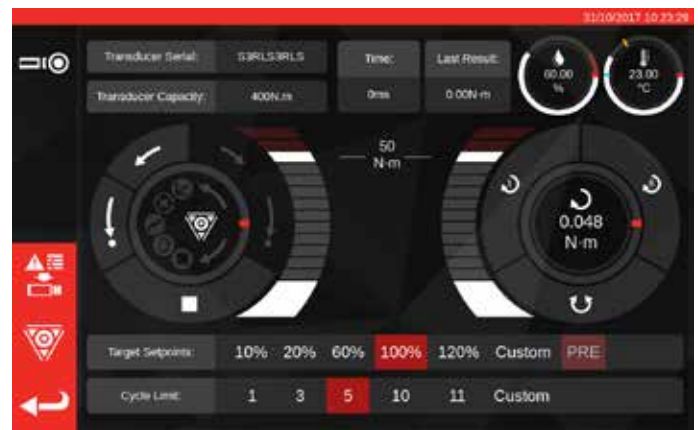 31/10/2017 10:23:29
Transducer Serial: S3RLS3RLS
Time: Last Result:
Transducer Capacity: 400N.m
0ms 0.00N·m
60.00
%
23.00
°C
50
N·m
0.048
N·m
Target Setpoints: 10% 20% 60% 100% 120% Custom PRE
Cycle Limit: 1 3 5 10 11 Custom